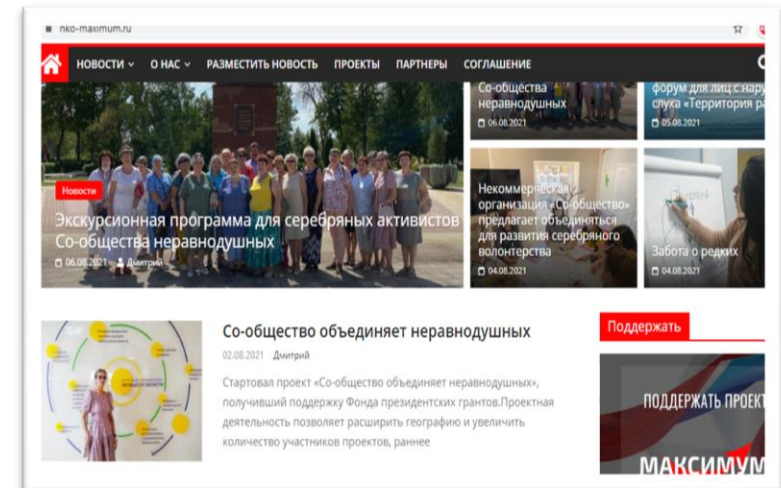 nko-maximum.ru
НОВОСТИ О НАС РАЗМЕСТИТЬ НОВОСТЬ ПРОЕКТЫ ПАРТНЕРЫ СОГЛАШЕНИЕ
Новости
Экскурсионная программа для серебряных активистов
Со-общества неравнодушных
06.08.2021 Дмитрий
Со-общества
неравнодушных
06.08.2021
форум для лиц с нару
слуха «Территория ра
05.08.2021
Некоммерческая
организация «Со-общество»
предлагает объединяться
для развития серебряного
волонтерства
04.08.2021
Забота о редких
04.08.2021
Со-общество объединяет неравнодушных
02.08.2021 Дмитрий
Стартовал проект «Со-общество объединяет неравнодушных»,
получивший поддержку Фонда президентских грантов.Проектная
деятельность позволяет расширить географию и увеличить
количество участников проектов, раннее
Поддержать
ПОДДЕРЖАТЬ ПРОЕКТ
МАКСИМУМ